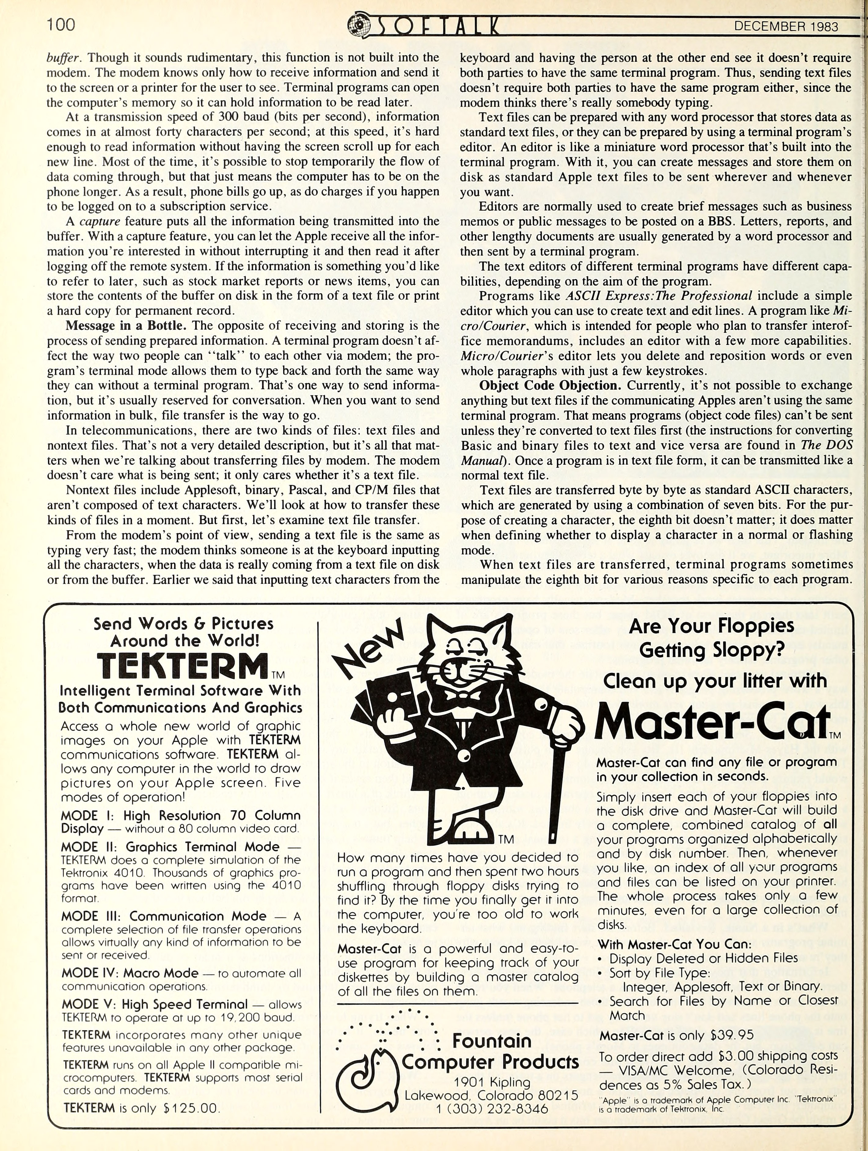 100
SOFTALK
DECEMBER 1983
buffer. Though it sounds rudimentary, this function is not built into the
modem. The modem knows only how to receive information and send it
to the screen or a printer for the user to see. Terminal programs can open
the computer's memory so it can hold information to be read later.
At a transmission speed of 300 baud (bits per second), information
comes in at almost forty characters per second; at this speed, it's hard
enough to read information without having the screen scroll up for each
new line. Most of the time, it's possible to stop temporarily the flow of
data coming through, but that just means the computer has to be on the
phone longer. As a result, phone bills go up, as do charges if you happen
to be logged on to a subscription service.
A capture feature puts all the information being transmitted into the
buffer. With a capture feature, you can let the Apple receive all the infor-
mation you're interested in without interrupting it and then read it after
logging off the remote system. If the information is something you'd like
to refer to later, such as stock market reports or news items, you can
store the contents of the buffer on disk in the form of a text file or print
a hard copy for permanent record.
Message in a Bottle. The opposite of receiving and storing is the
process of sending prepared information. A terminal program doesn't af-
fect the way two people can "talk" to each other via modem; the pro-
gram's terminal mode allows them to type back and forth the same way
they can without a terminal program. That's one way to send informa-
tion, but it's usually reserved for conversation. When you want to send
information in bulk, file transfer is the way to go.
In telecommunications, there are two kinds of files: text files and
nontext files. That's not a very detailed description, but it's all that mat-
ters when we're talking about transferring files by modem. The modem
doesn't care what is being sent; it only cares whether it's a text file.
Nontext files include Applesoft, binary, Pascal, and CP/M files that
aren't composed of text characters. We'll look at how to transfer these
kinds of files in a moment. But first, let's examine text file transfer.
From the modem's point of view, sending a text file is the same as
typing very fast; the modem thinks someone is at the keyboard inputting
all the characters, when the data is really coming from a text file on disk
or from the buffer. Earlier we said that inputting text characters from the
keyboard and having the person at the other end see it doesn't require
both parties to have the same terminal program. Thus, sending text files
doesn't require both parties to have the same program either, since the
modem thinks there's really somebody typing.
Text files can be prepared with any word processor that stores data as
standard text files, or they can be prepared by using a terminal program's
editor. An editor is like a miniature word processor that's built into the
terminal program. With it, you can create messages and store them on
disk as standard Apple text files to be sent wherever and whenever
you want.
Editors are normally used to create brief messages such as business
memos or public messages to be posted on a BBS. Letters, reports, and
other lengthy documents are usually generated by a word processor and
then sent by a terminal program.
The text editors of different terminal programs have different capa-
bilities, depending on the aim of the program.
Programs like ASCII Express:The Professional include a simple
editor which you can use to create text and edit lines. A program like Mi-
cro/Courier, which is intended for people who plan to transfer interof-
fice memorandums, includes an editor with a few more capabilities.
Micro/Courier's editor lets you delete and reposition words or even
whole paragraphs with just a few keystrokes.
Object Code Objection. Currently, it's not possible to exchange
anything but text files if the communicating Apples aren't using the same
terminal program. That means programs (object code files) can't be sent
unless they're converted to text files first (the instructions for converting
Basic and binary files to text and vice versa are found in The DOS
Manual). Once a program is in text file form, it can be transmitted like a
normal text file.
Text files are transferred byte by byte as standard ASCII characters,
which are generated by using a combination of seven bits. For the pur-
pose of creating a character, the eighth bit doesn't matter; it does matter
when defining whether to display a character in a normal or flashing
mode.
When text files are transferred, terminal programs sometimes
manipulate the eighth bit for various reasons specific to each program.
Send Words & Pictures
Around the World!
TEKTERM TM
Intelligent Terminal Software With
Both Communications And Graphics
Access a whole new world of graphic
images on your Apple with TEKTERM
communications software. TEKTERM al-
lows any computer in the world to draw
pictures on your Apple screen. Five
modes of operation!
MODE I: High Resolution 70 Column
Display — without a 80 column video card.
MODE II: Graphics Terminal Mode —
TEKTERM does a complete simulation of the
Tektronix 4010. Thousands of graphics pro-
grams have been written using the 4010
format.
MODE III: Communication Mode — A
complete selection of file transfer operations
allows virtually any kind of information to be
sent or received.
MODE IV: Macro Mode — to automate all
communication operations.
MODE V: High Speed Terminal — allows
TEKTERM to operate at up to 19,200 baud.
TEKTERM incorporates many other unique
features unavailable in any other package.
TEKTERM runs on all Apple II compatible mi-
crocomputers. TEKTERM supports most serial
cards and modems.
TEKTERM is only $125.00.
New
TM
How many times have you decided to
run a program and then spent two hours
shuffling through floppy disks trying to
find it? By the time you finally get it into
the computer, you're too old to work
the keyboard.
Master-Cat is a powerful and easy-to-
use program for keeping track of your
diskettes by building a master catalog
of all the files on them.
Fountain
Computer Products
1901 Kipling
Lakewood, Colorado 80215
1 (303) 232-8346
Are Your Floppies
Getting Sloppy?
Clean up your litter with
Master-Cat TM
Master-Cat can find any file or program
in your collection in seconds.
Simply insert each of your floppies into
the disk drive and Master-Cat will build
a complete, combined catalog of all
your programs organized alphabetically
and by disk number. Then, whenever
you like, an index of all your programs
and files can be listed on your printer.
The whole process takes only a few
minutes, even for a large collection of
disks.
With Master-Cat You Can:
• Display Deleted or Hidden Files
• Sort by File Type:
Integer, Applesoft, Text or Binary.
• Search for Files by Name or Closest
Match
Master-Cat is only $39.95
To order direct add $3.00 shipping costs
— VISA/MC Welcome, (Colorado Resi-
dences as 5% Sales Tax.)
"Apple" is a trademark of Apple Computer Inc. "Tektronix"
is a trademark of Tektronix, Inc.